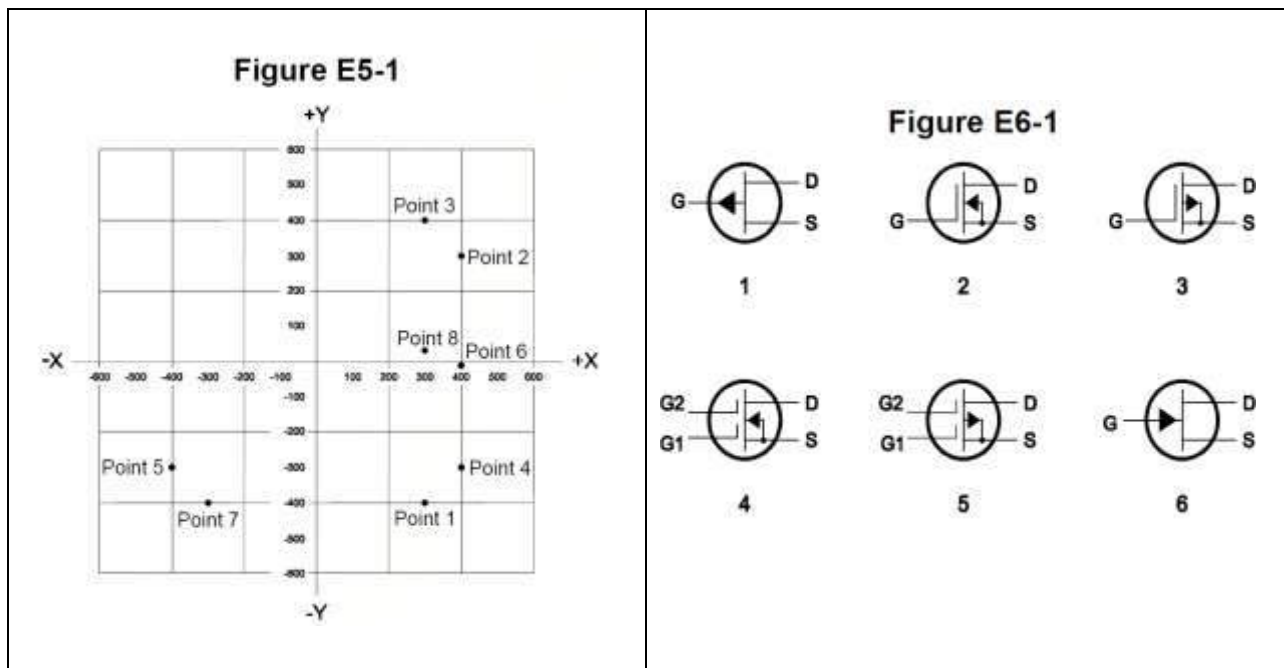 Figure E5-1
+Y
600
500
Point 3
400
300
Point 2
200
100
Point 8
Point 6
-X
+X
-600 -400 -300 -100 100 200 300 400 500 600
-100
-200
Point 5
-300
Point 4
-400
Point 7
Point 1
-500
-600
-Y
Figure E6-1
G D S
1
G D S
2
G D S
3
G2 G1 D S
4
G2 G1 D S
5
G D S
6